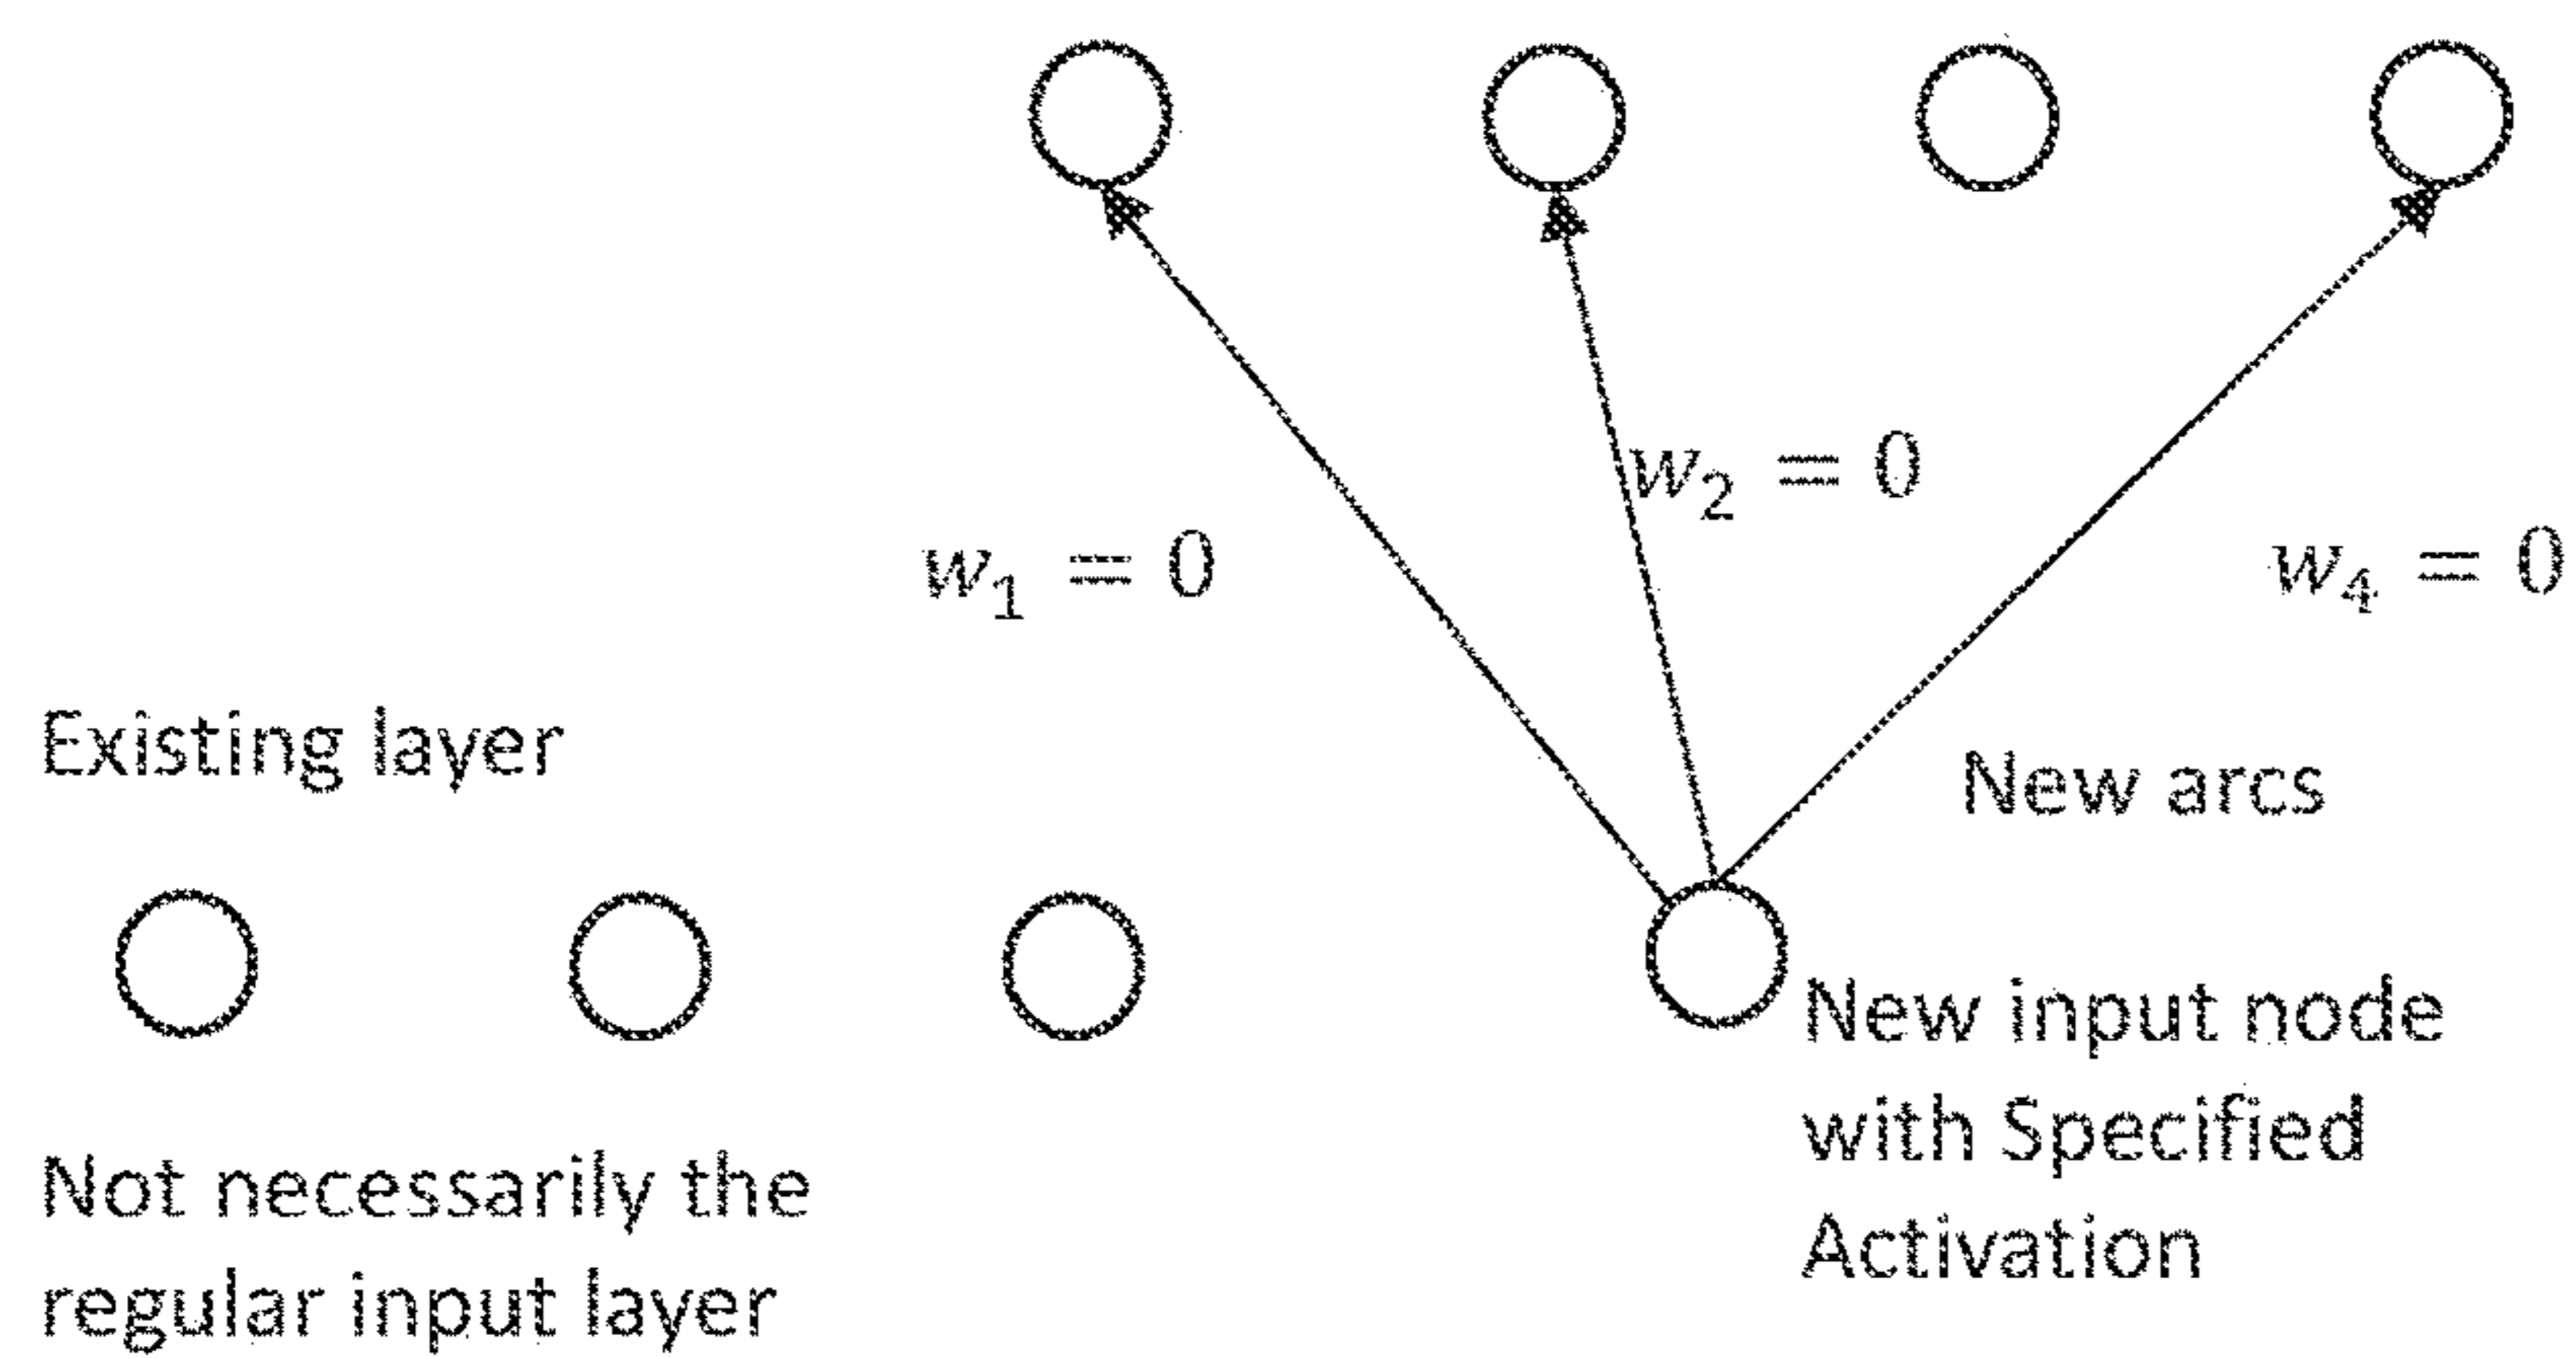 w₂ = 0
w₁ = 0
w₄ = 0
Existing layer
New arcs
New input node
with Specified
Activation
Not necessarily the
regular input layer